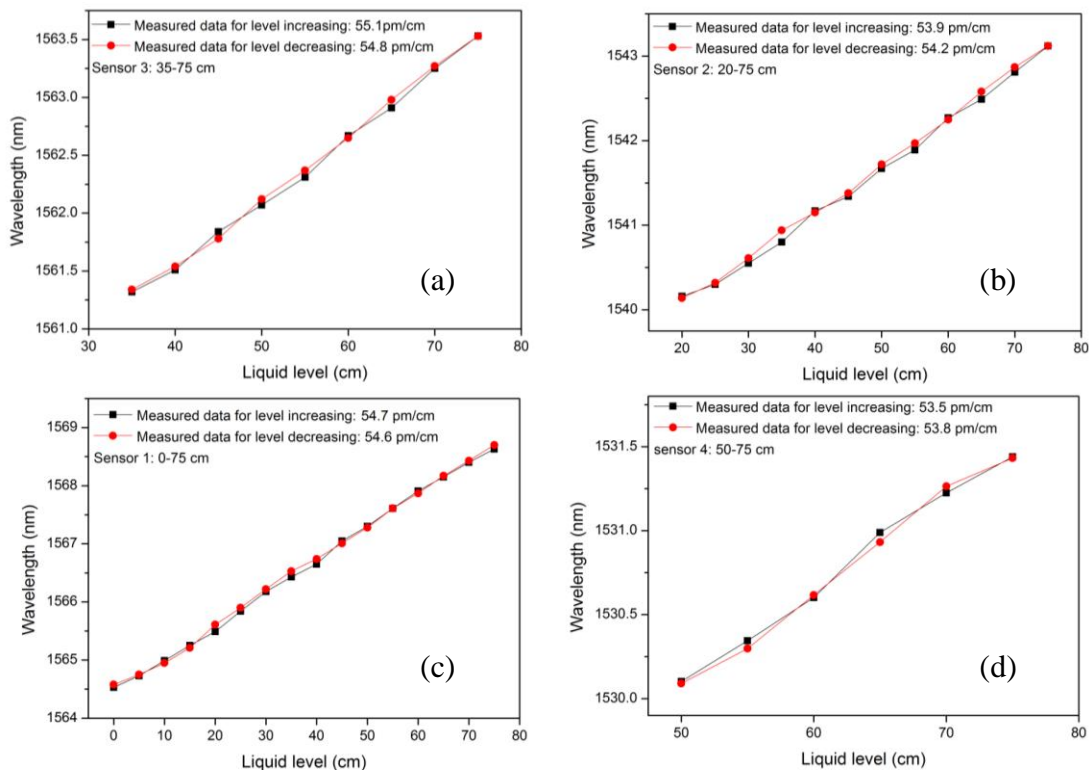 Measured data for level increasing: 55.1pm/cm
Measured data for level decreasing: 54.8 pm/cm
Sensor 3: 35-75 cm
1563.5
1563.0
1562.5
1562.0
1561.5
1561.0
Wavelength (nm)
(a)
30 40 50 60 70 80
Liquid level (cm)
Measured data for level increasing: 53.9 pm/cm
Measured data for level decreasing: 54.2 pm/cm
Sensor 2: 20-75 cm
1543
1542
1541
1540
Wavelength (nm)
(b)
20 30 40 50 60 70 80
Liquid level (cm)
Measured data for level increasing: 54.7 pm/cm
Measured data for level decreasing: 54.6 pm/cm
Sensor 1: 0-75 cm
1569
1568
1567
1566
1565
1564
Wavelength (nm)
(c)
0 10 20 30 40 50 60 70 80
Liquid level (cm)
Measured data for level increasing: 53.5 pm/cm
Measured data for level decreasing: 53.8 pm/cm
sensor 4: 50-75 cm
1531.5
1531.0
1530.5
1530.0
Wavelength (nm)
(d)
50 60 70 80
Liquid level (cm)